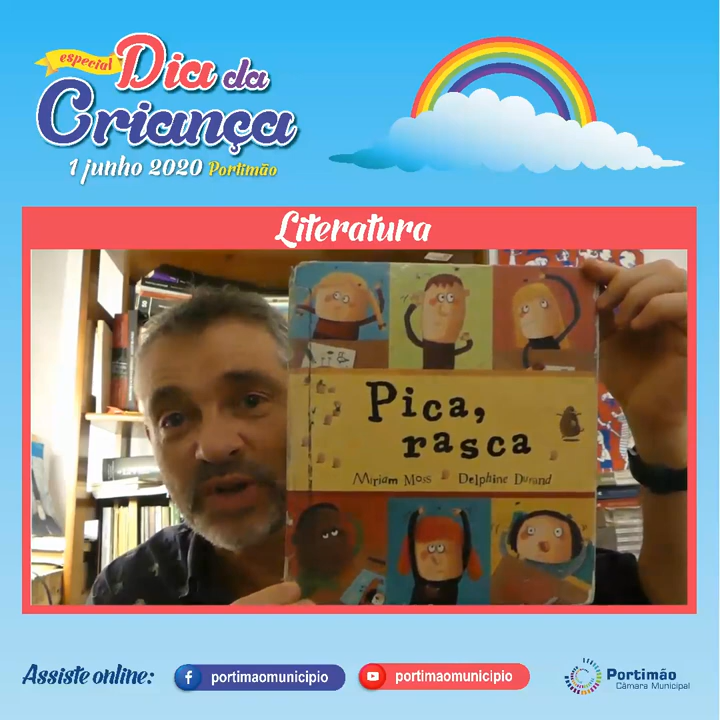 especial
Dia da
Criança
1 junho 2020 Portimão
Literatura
Pica,
rasca
Miriam Moss Delphine Durand
Assiste online:
portimaomunicipio
portimaomunicipio
Portimão
Câmara Municipal